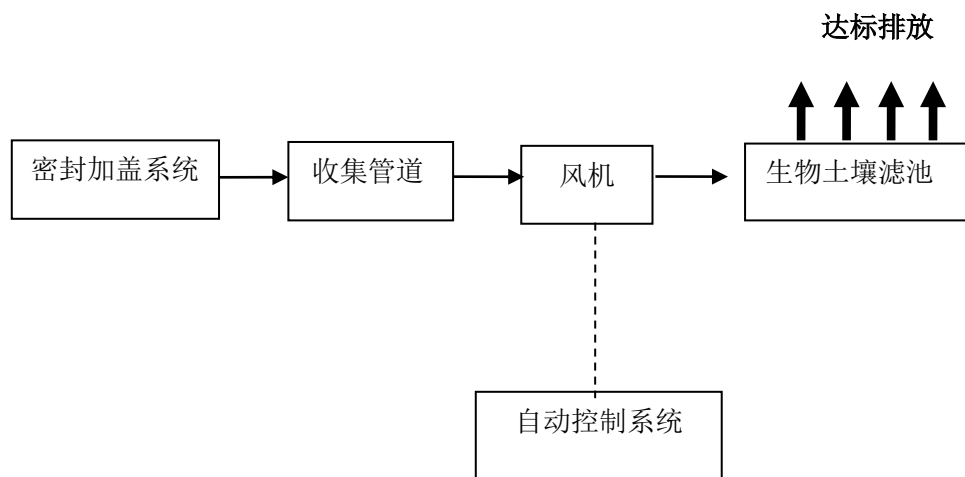 达标排放
密封加盖系统
收集管道
风机
生物土壤滤池
自动控制系统